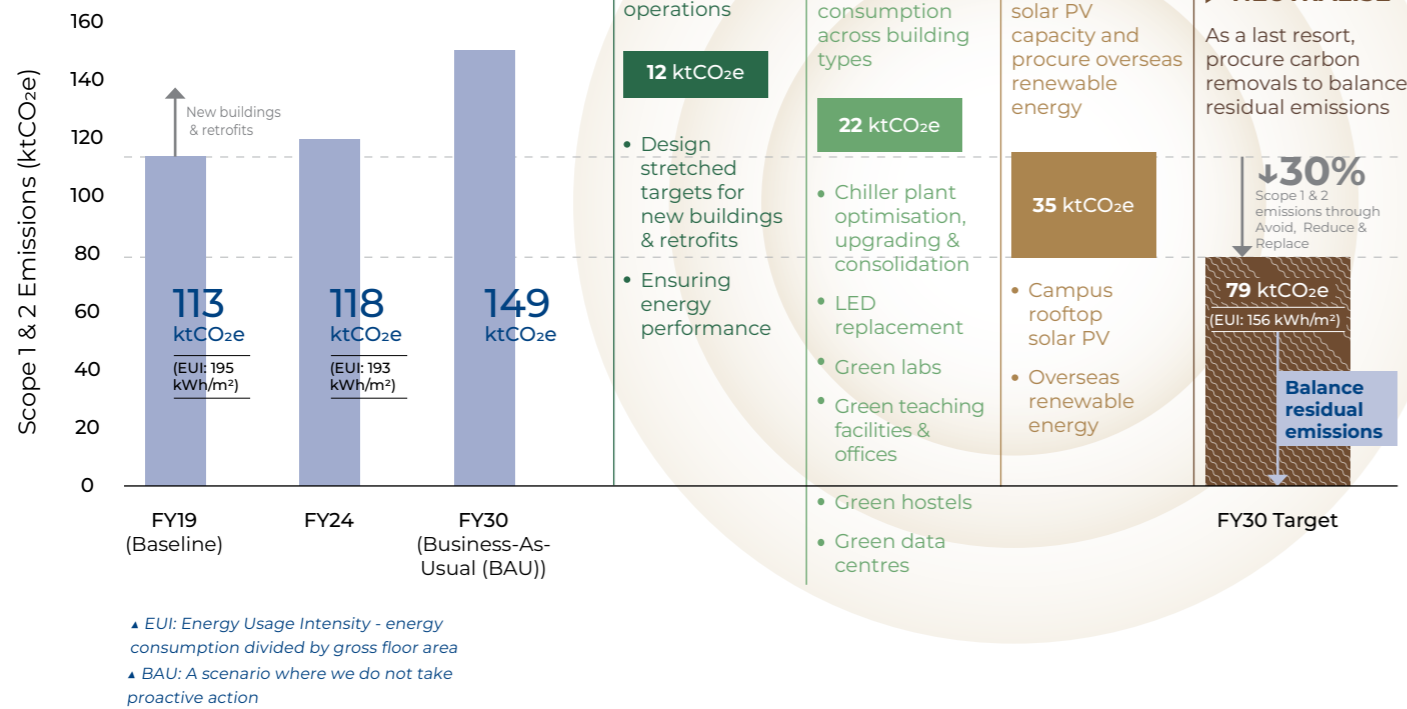 Scope 1 & 2 Emissions (ktCO₂e)
160
140
120
100
80
60
40
20
0
New buildings
& retrofits
113
ktCO₂e
(EUI: 195
kWh/m²)
118
ktCO₂e
(EUI: 193
kWh/m²)
149
ktCO₂e
FY19
(Baseline)
FY24
FY30
(Business-As-
Usual (BAU))
▲ EUI: Energy Usage Intensity - energy
consumption divided by gross floor area
▲ BAU: A scenario where we do not take
proactive action
operations
12 ktCO₂e
• Design
stretched
targets for
new buildings
& retrofits
• Ensuring
energy
performance
consumption
across building
types
22 ktCO₂e
• Chiller plant
optimisation,
upgrading &
consolidation
• LED
replacement
• Green labs
• Green teaching
facilities &
offices
• Green hostels
• Green data
centres
solar PV
capacity and
procure overseas
renewable
energy
35 ktCO₂e
• Campus
rooftop
solar PV
• Overseas
renewable
energy
As a last resort,
procure carbon
removals to balance
residual emissions
↓30%
Scope 1 & 2
emissions through
Avoid, Reduce &
Replace
79 ktCO₂e
(EUI: 156 kWh/m²)
Balance
residual
emissions
FY30 Target